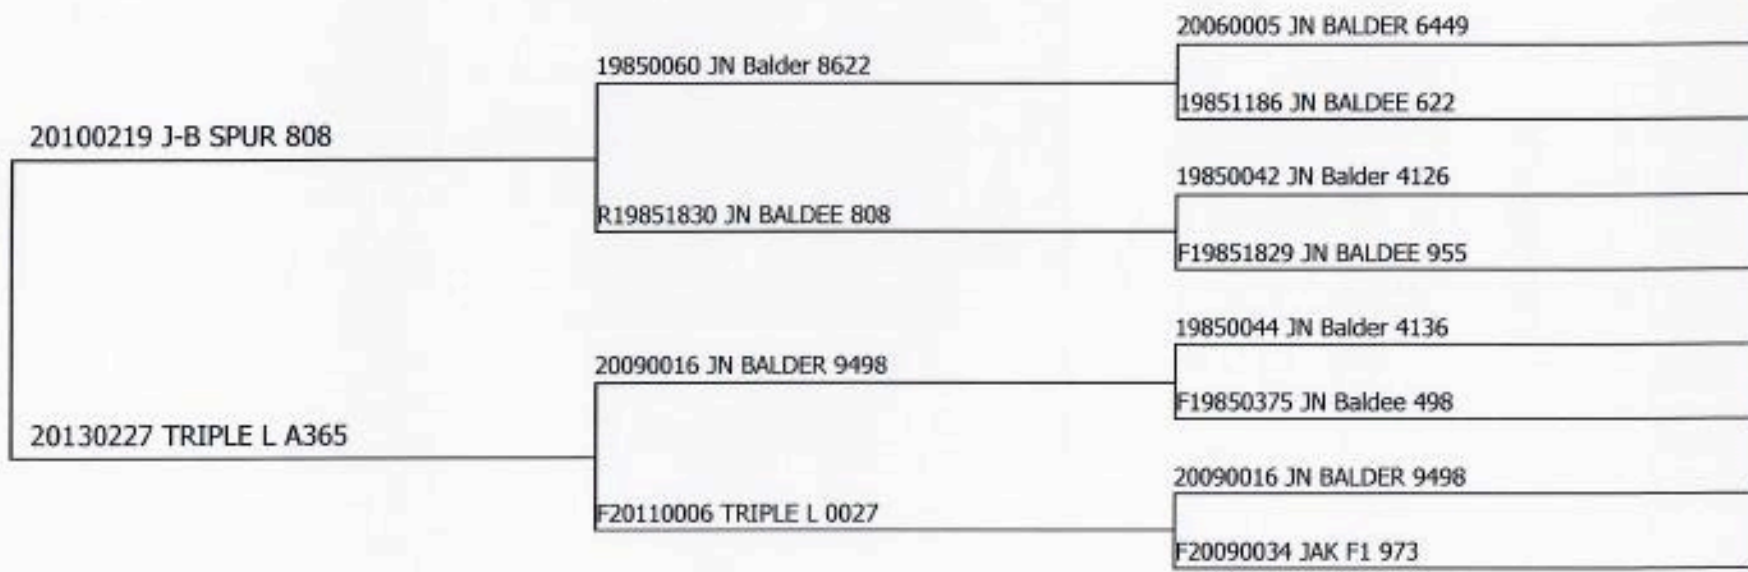 20060005 JN BALDER 6449
19850060 JN Balder 8622
19851186 JN BALDEE 622
20100219 J-B SPUR 808
19850042 JN Balder 4126
R19851830 JN BALDEE 808
F19851829 JN BALDEE 955
19850044 JN Balder 4136
20090016 JN BALDER 9498
F19850375 JN Baldee 498
20130227 TRIPLE L A365
20090016 JN BALDER 9498
F20110006 TRIPLE L 0027
F20090034 JAK F1 973